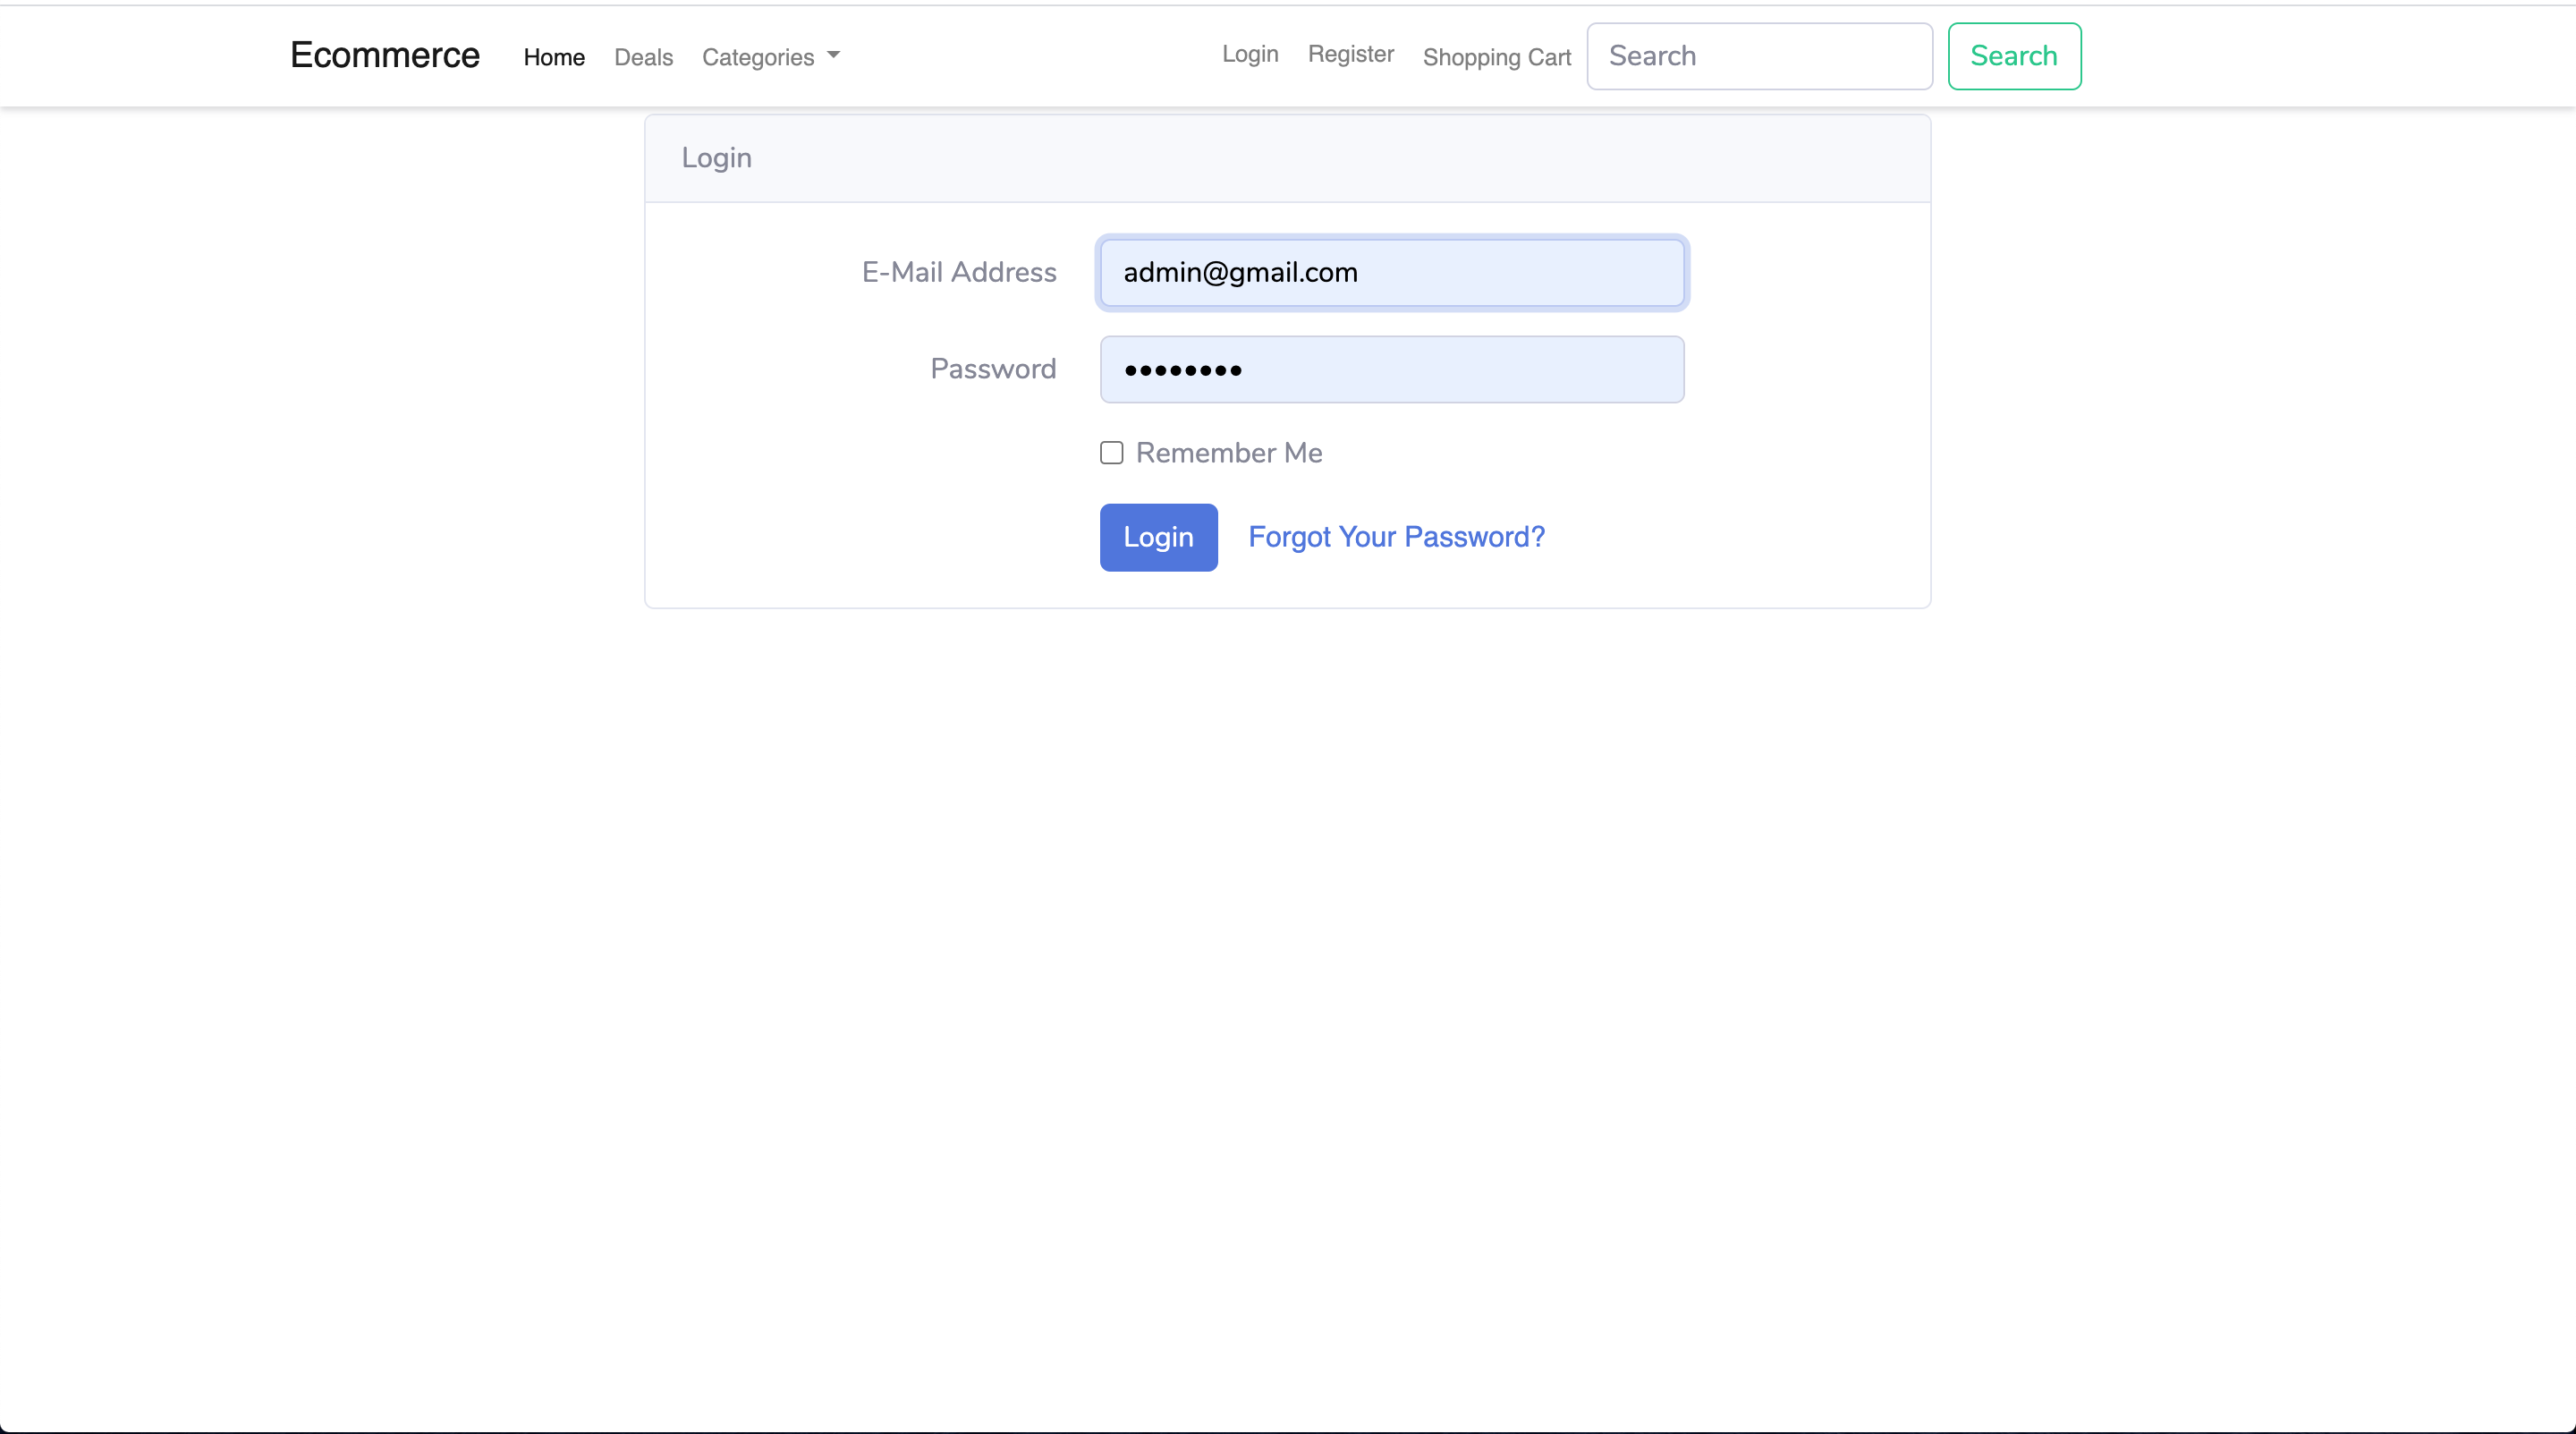 Ecommerce Home Deals Categories Login Register Shopping Cart Search Search
Login
E-Mail Address admin@gmail.com
Password ••••••••
Remember Me
Login Forgot Your Password?